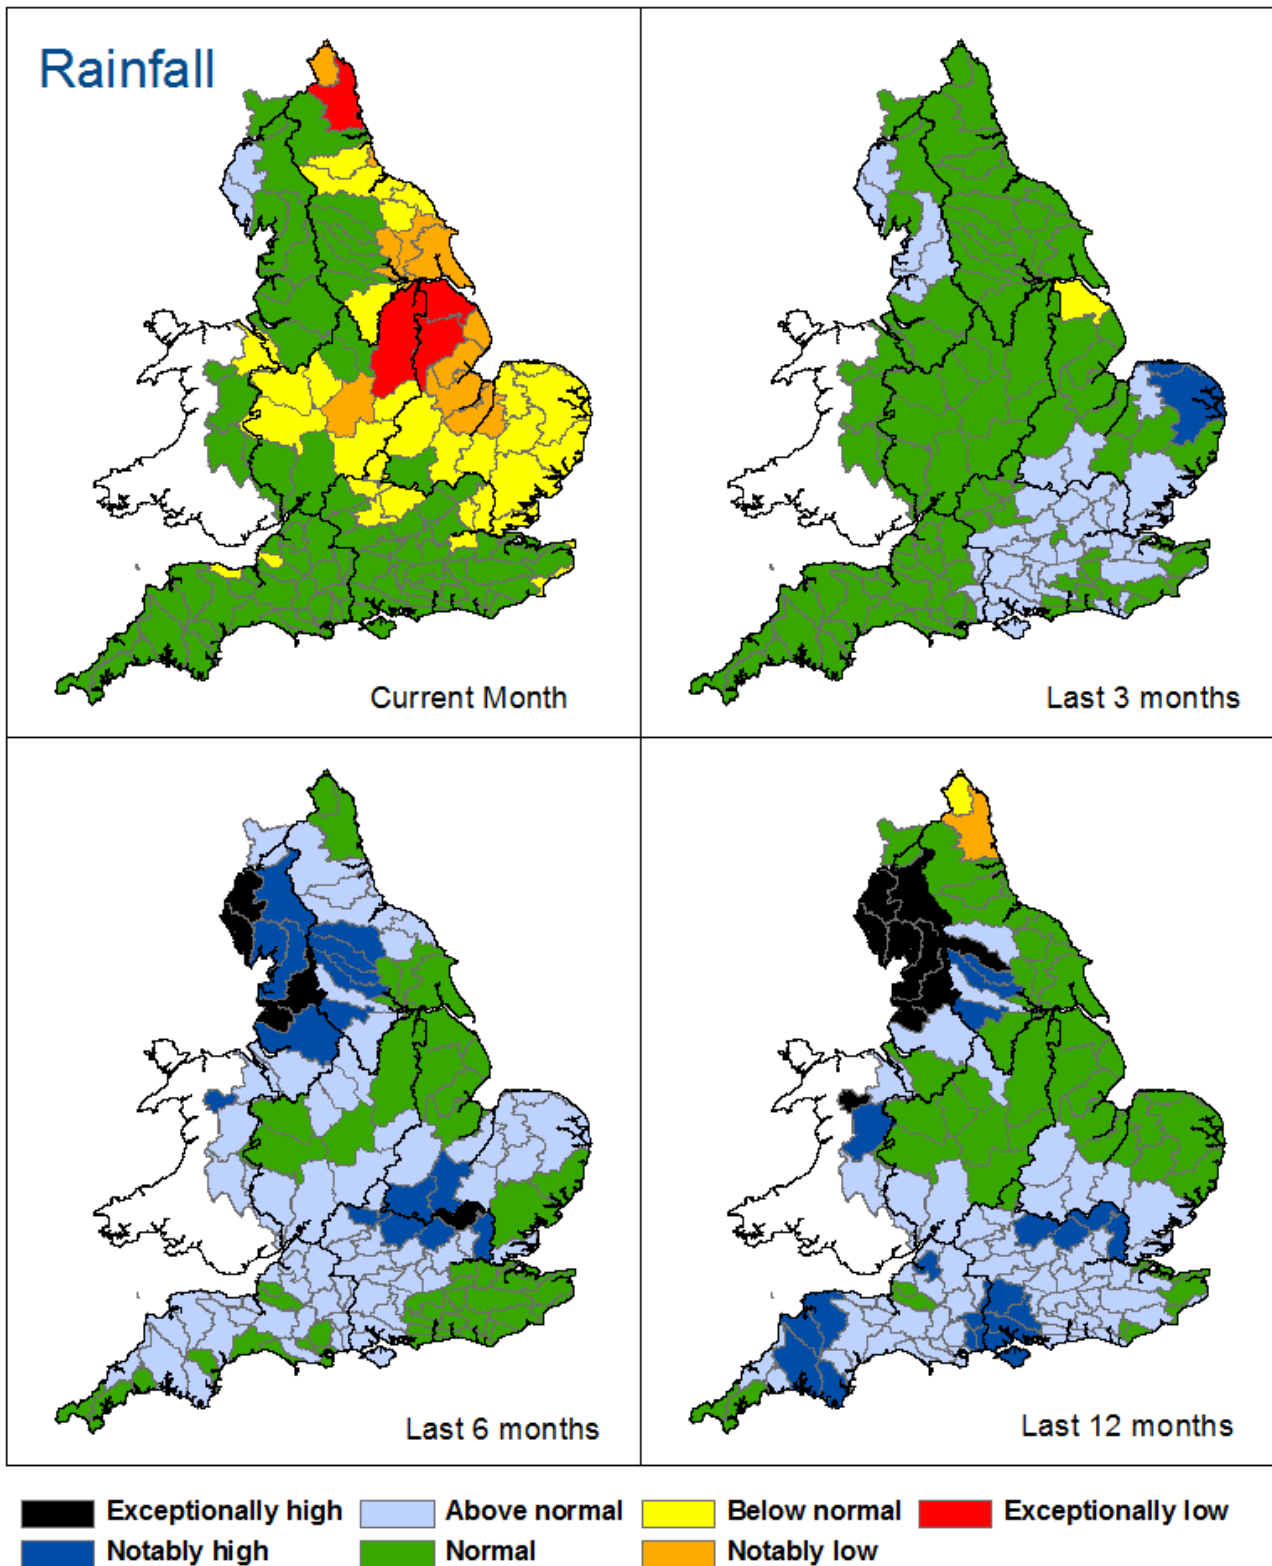 Rainfall
Current Month
Last 3 months
Last 6 months
Last 12 months
Exceptionally high
Above normal
Below normal
Exceptionally low
Notably high
Normal
Notably low